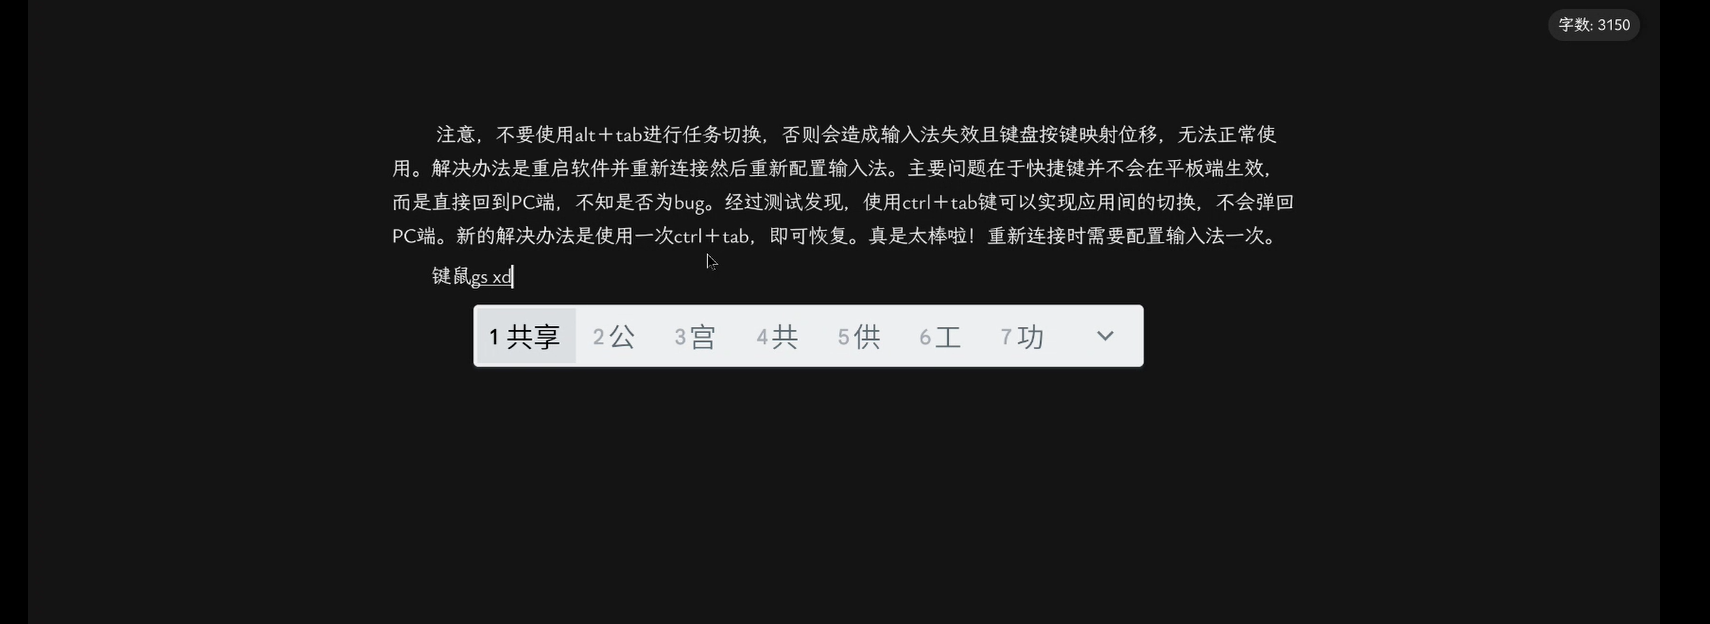 字数: 3150
注意，不要使用alt＋tab进行任务切换，否则会造成输入法失效且键盘按键映射位移，无法正常使
用。解决办法是重启软件并重新连接然后重新配置输入法。主要问题在于快捷键并不会在平板端生效，
而是直接回到PC端，不知是否为bug。经过测试发现，使用ctrl＋tab键可以实现应用间的切换，不会弹回
PC端。新的解决办法是使用一次ctrl＋tab，即可恢复。真是太棒啦！重新连接时需要配置输入法一次。
键鼠gs xd
1 共享 2 公 3 宫 4 共 5 供 6 工 7 功